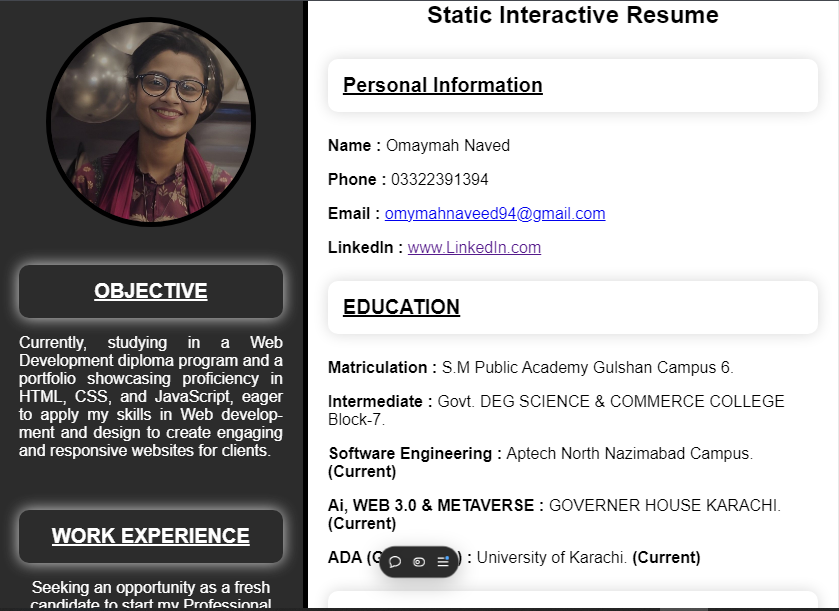 Static Interactive Resume
OBJECTIVE
Currently, studying in a Web
Development diploma program and a
portfolio showcasing proficiency in
HTML, CSS, and JavaScript, eager
to apply my skills in Web develop-
ment and design to create engaging
and responsive websites for clients.
WORK EXPERIENCE
Seeking an opportunity as a fresh
candidate to start my Professional
Personal Information
Name : Omaymah Naved
Phone : 03322391394
Email : omymahnaveed94@gmail.com
LinkedIn : www.LinkedIn.com
EDUCATION
Matriculation : S.M Public Academy Gulshan Campus 6.
Intermediate : Govt. DEG SCIENCE & COMMERCE COLLEGE
Block-7.
Software Engineering : Aptech North Nazimabad Campus.
(Current)
Ai, WEB 3.0 & METAVERSE : GOVERNER HOUSE KARACHI.
(Current)
ADA : University of Karachi. (Current)